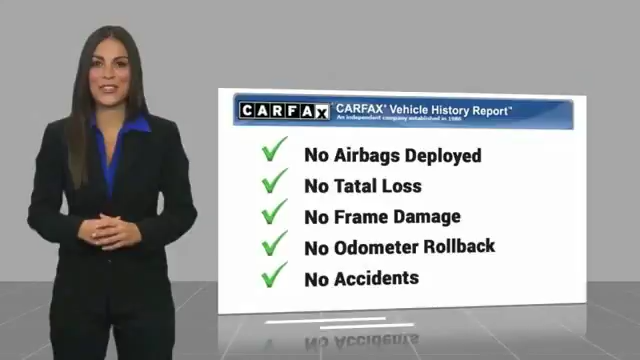 CARFAX CARFAX® Vehicle History Report™
An independent company established in 1986
No Airbags Deployed
No Tatal Loss
No Frame Damage
No Odometer Rollback
No Accidents